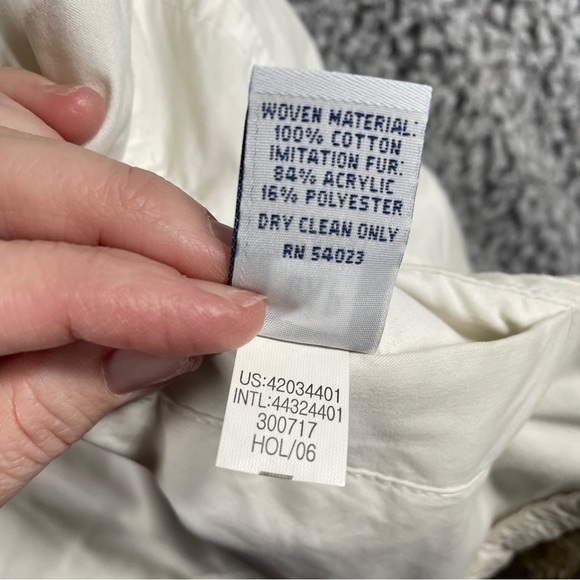 WOVEN MATERIAL:
100% COTTON
IMITATION FUR:
84% ACRYLIC
16% POLYESTER
DRY CLEAN ONLY
RN 54023
US:42034401
INTL:44324401
300717
HOL/06